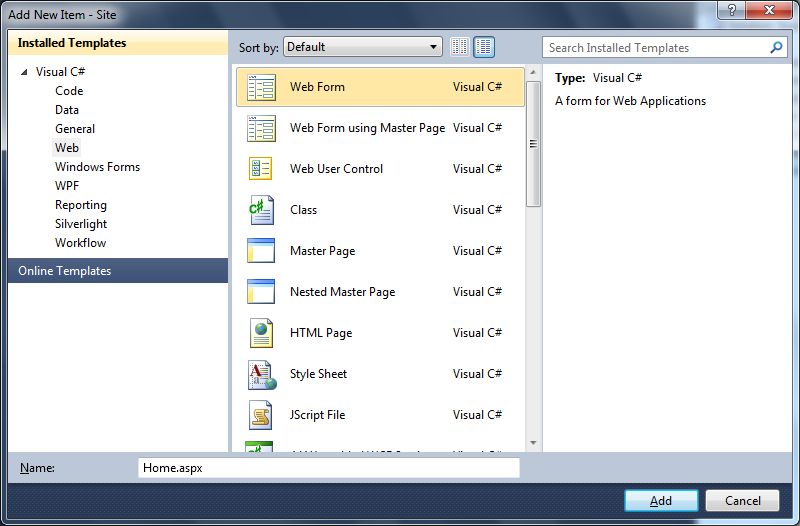 Add New Item - Site
Installed Templates
Visual C#
Code
Data
General
Web
Windows Forms
WPF
Reporting
Silverlight
Workflow
Online Templates
Sort by: Default
Search Installed Templates
Web Form Visual C#
Web Form using Master Page Visual C#
Web User Control Visual C#
Class Visual C#
Master Page Visual C#
Nested Master Page Visual C#
HTML Page Visual C#
Style Sheet Visual C#
JScript File Visual C#
Type: Visual C#
A form for Web Applications
Name: Home.aspx
Add Cancel